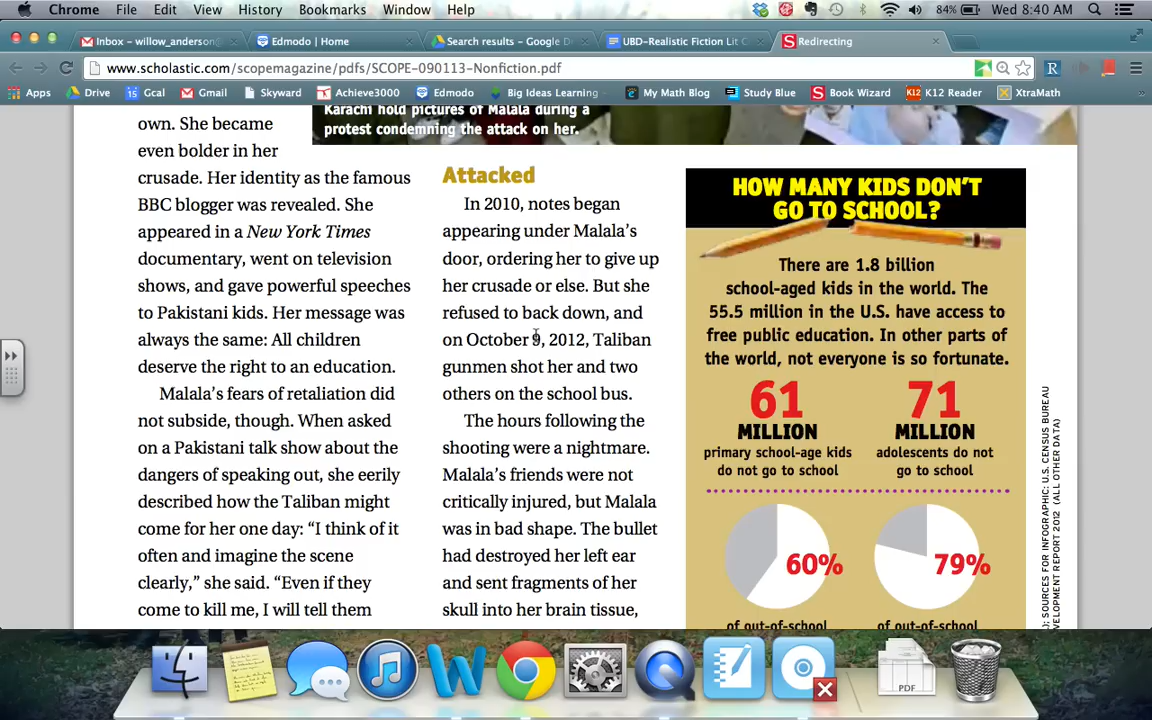 Chrome File Edit View History Bookmarks Window Help 84% Wed 8:40 AM
Inbox – willow_anderson@ Edmodo | Home Search results – Google D UBD-Realistic Fiction Lit C Redirecting
www.scholastic.com/scopemagazine/pdfs/SCOPE-090113-Nonfiction.pdf
Apps Drive 15 Gcal Gmail Skyward Achieve3000 Edmodo Big Ideas Learning My Math Blog Study Blue Book Wizard K12 Reader XtraMath
Karachi hold pictures of Malala during a
protest condemning the attack on her.
own. She became
even bolder in her
crusade. Her identity as the famous
BBC blogger was revealed. She
appeared in a New York Times
documentary, went on television
shows, and gave powerful speeches
to Pakistani kids. Her message was
always the same: All children
deserve the right to an education.
Malala's fears of retaliation did
not subside, though. When asked
on a Pakistani talk show about the
dangers of speaking out, she eerily
described how the Taliban might
come for her one day: "I think of it
often and imagine the scene
clearly," she said. "Even if they
come to kill me, I will tell them
Attacked
In 2010, notes began
appearing under Malala's
door, ordering her to give up
her crusade or else. But she
refused to back down, and
on October 9, 2012, Taliban
gunmen shot her and two
others on the school bus.
The hours following the
shooting were a nightmare.
Malala's friends were not
critically injured, but Malala
was in bad shape. The bullet
had destroyed her left ear
and sent fragments of her
skull into her brain tissue,
HOW MANY KIDS DON'T
GO TO SCHOOL?
There are 1.8 billion
school-aged kids in the world. The
55.5 million in the U.S. have access to
free public education. In other parts of
the world, not everyone is so fortunate.
61
MILLION
primary school-age kids
do not go to school
71
MILLION
adolescents do not
go to school
60%
79%
of out-of-school
of out-of-school
); SOURCES FOR INFOGRAPHIC: U.S. CENSUS BUREAU
VELOPMENT REPORT 2012 (ALL OTHER DATA)
PDF